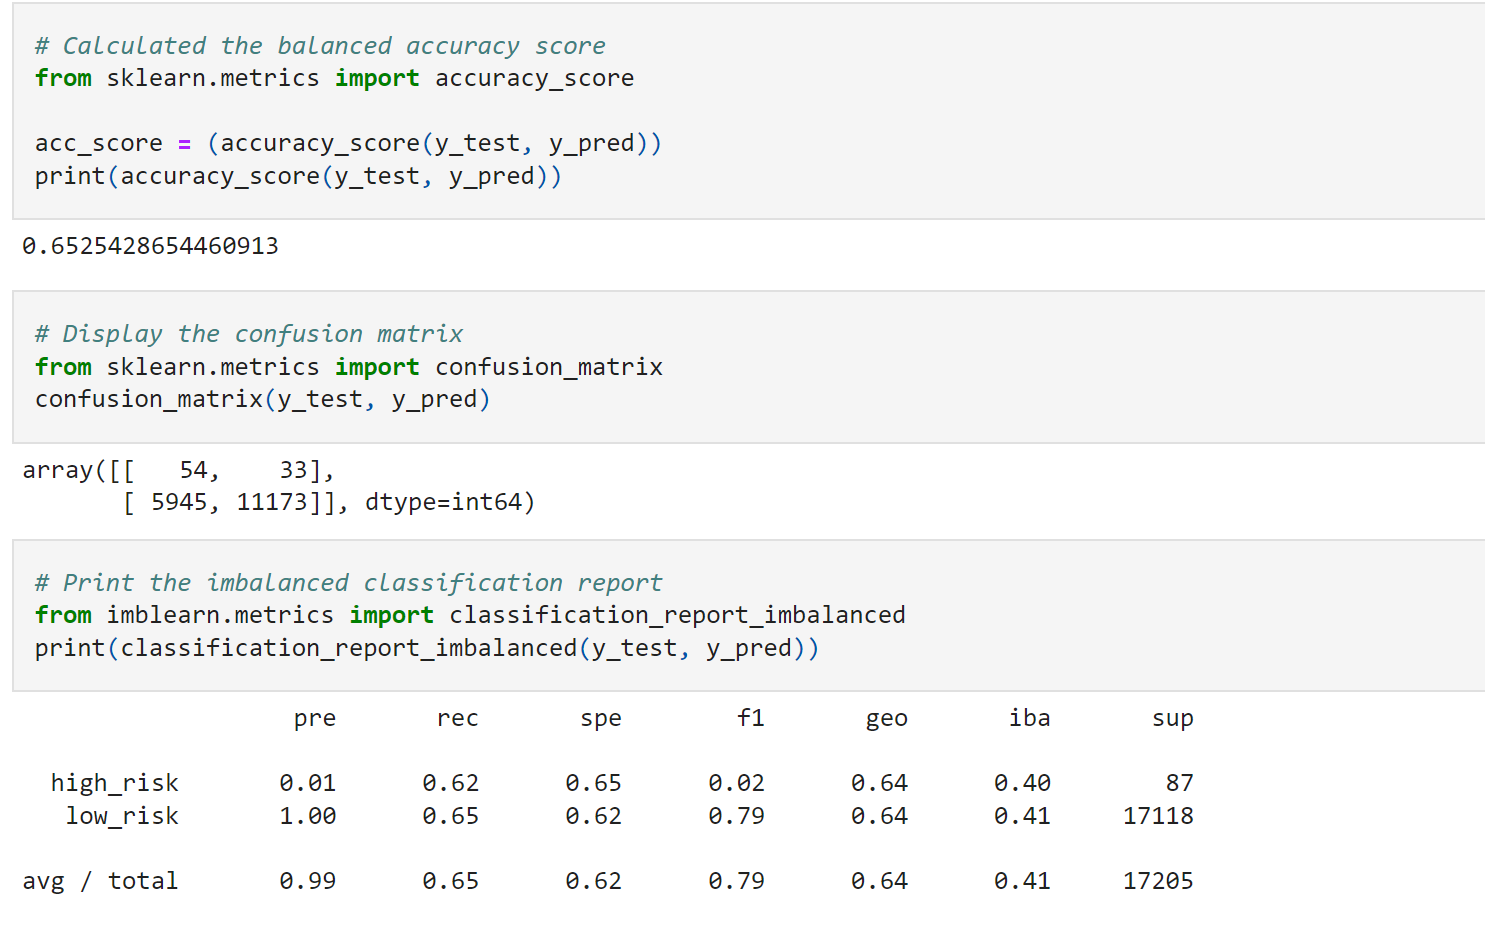 # Calculated the balanced accuracy score
from sklearn.metrics import accuracy_score
acc_score = (accuracy_score(y_test, y_pred))
print(accuracy_score(y_test, y_pred))
0.6525428654460913
# Display the confusion matrix
from sklearn.metrics import confusion_matrix
confusion_matrix(y_test, y_pred)
array([[   54,    33],
       [ 5945, 11173]], dtype=int64)
# Print the imbalanced classification report
from imblearn.metrics import classification_report_imbalanced
print(classification_report_imbalanced(y_test, y_pred))
                   pre       rec       spe        f1       geo       iba       sup
  high_risk       0.01      0.62      0.65      0.02      0.64      0.40        87
   low_risk       1.00      0.65      0.62      0.79      0.64      0.41     17118
avg / total       0.99      0.65      0.62      0.79      0.64      0.41     17205